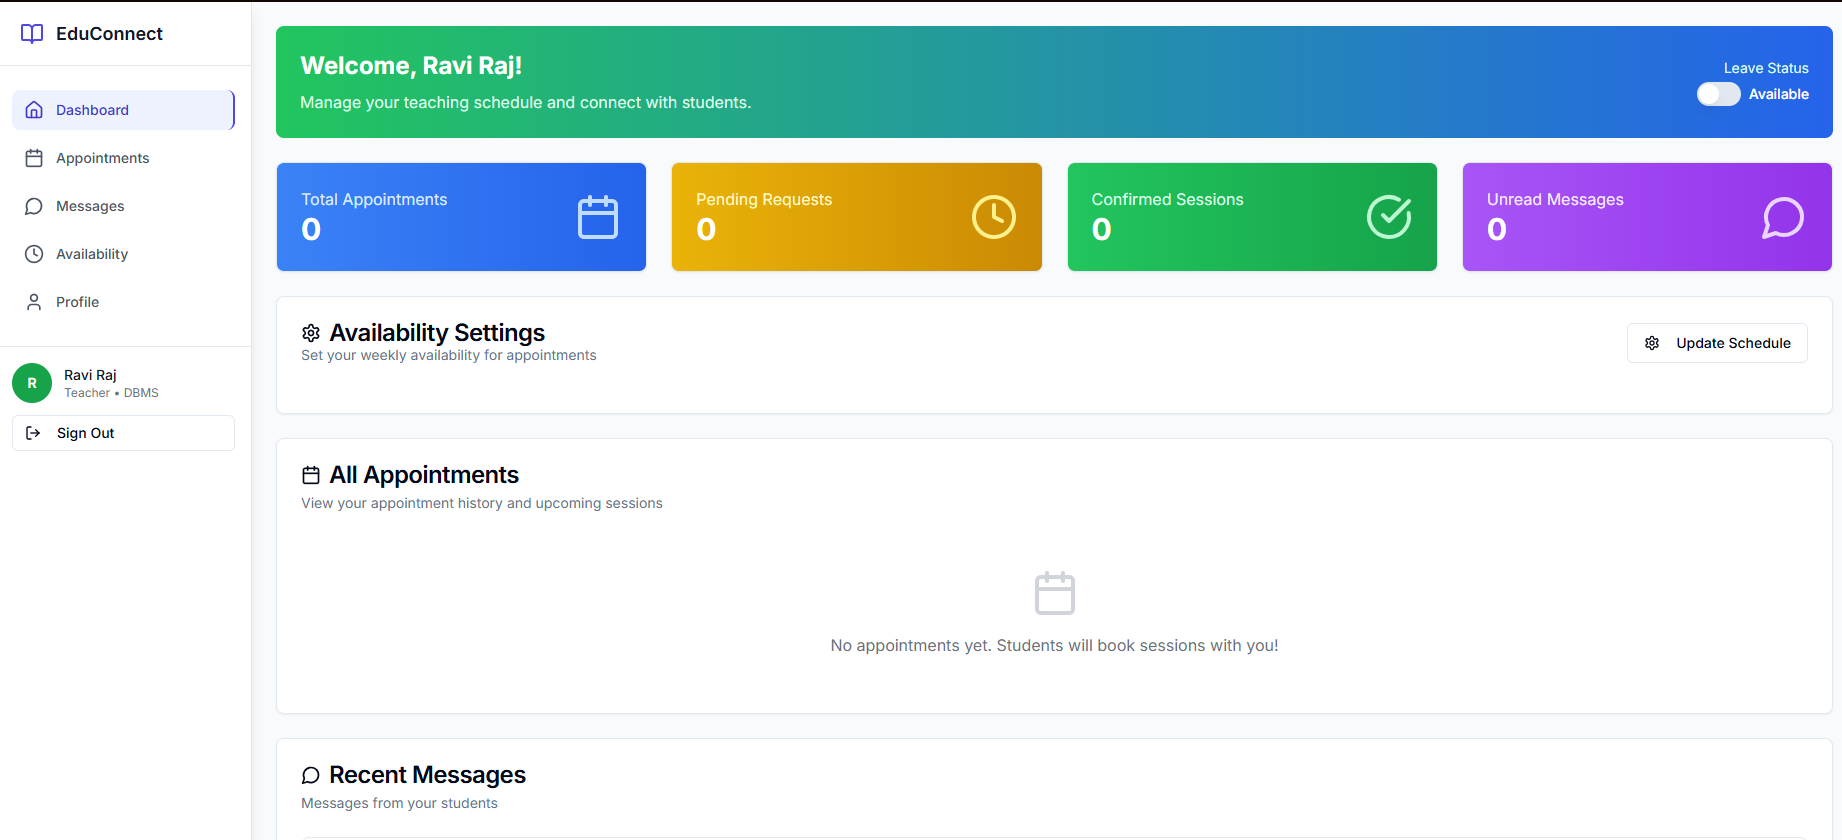 EduConnect
Dashboard
Appointments
Messages
Availability
Profile
R
Ravi Raj
Teacher • DBMS
Sign Out
Welcome, Ravi Raj!
Manage your teaching schedule and connect with students.
Leave Status
Available
Total Appointments
0
Pending Requests
0
Confirmed Sessions
0
Unread Messages
0
Availability Settings
Set your weekly availability for appointments
Update Schedule
All Appointments
View your appointment history and upcoming sessions
No appointments yet. Students will book sessions with you!
Recent Messages
Messages from your students